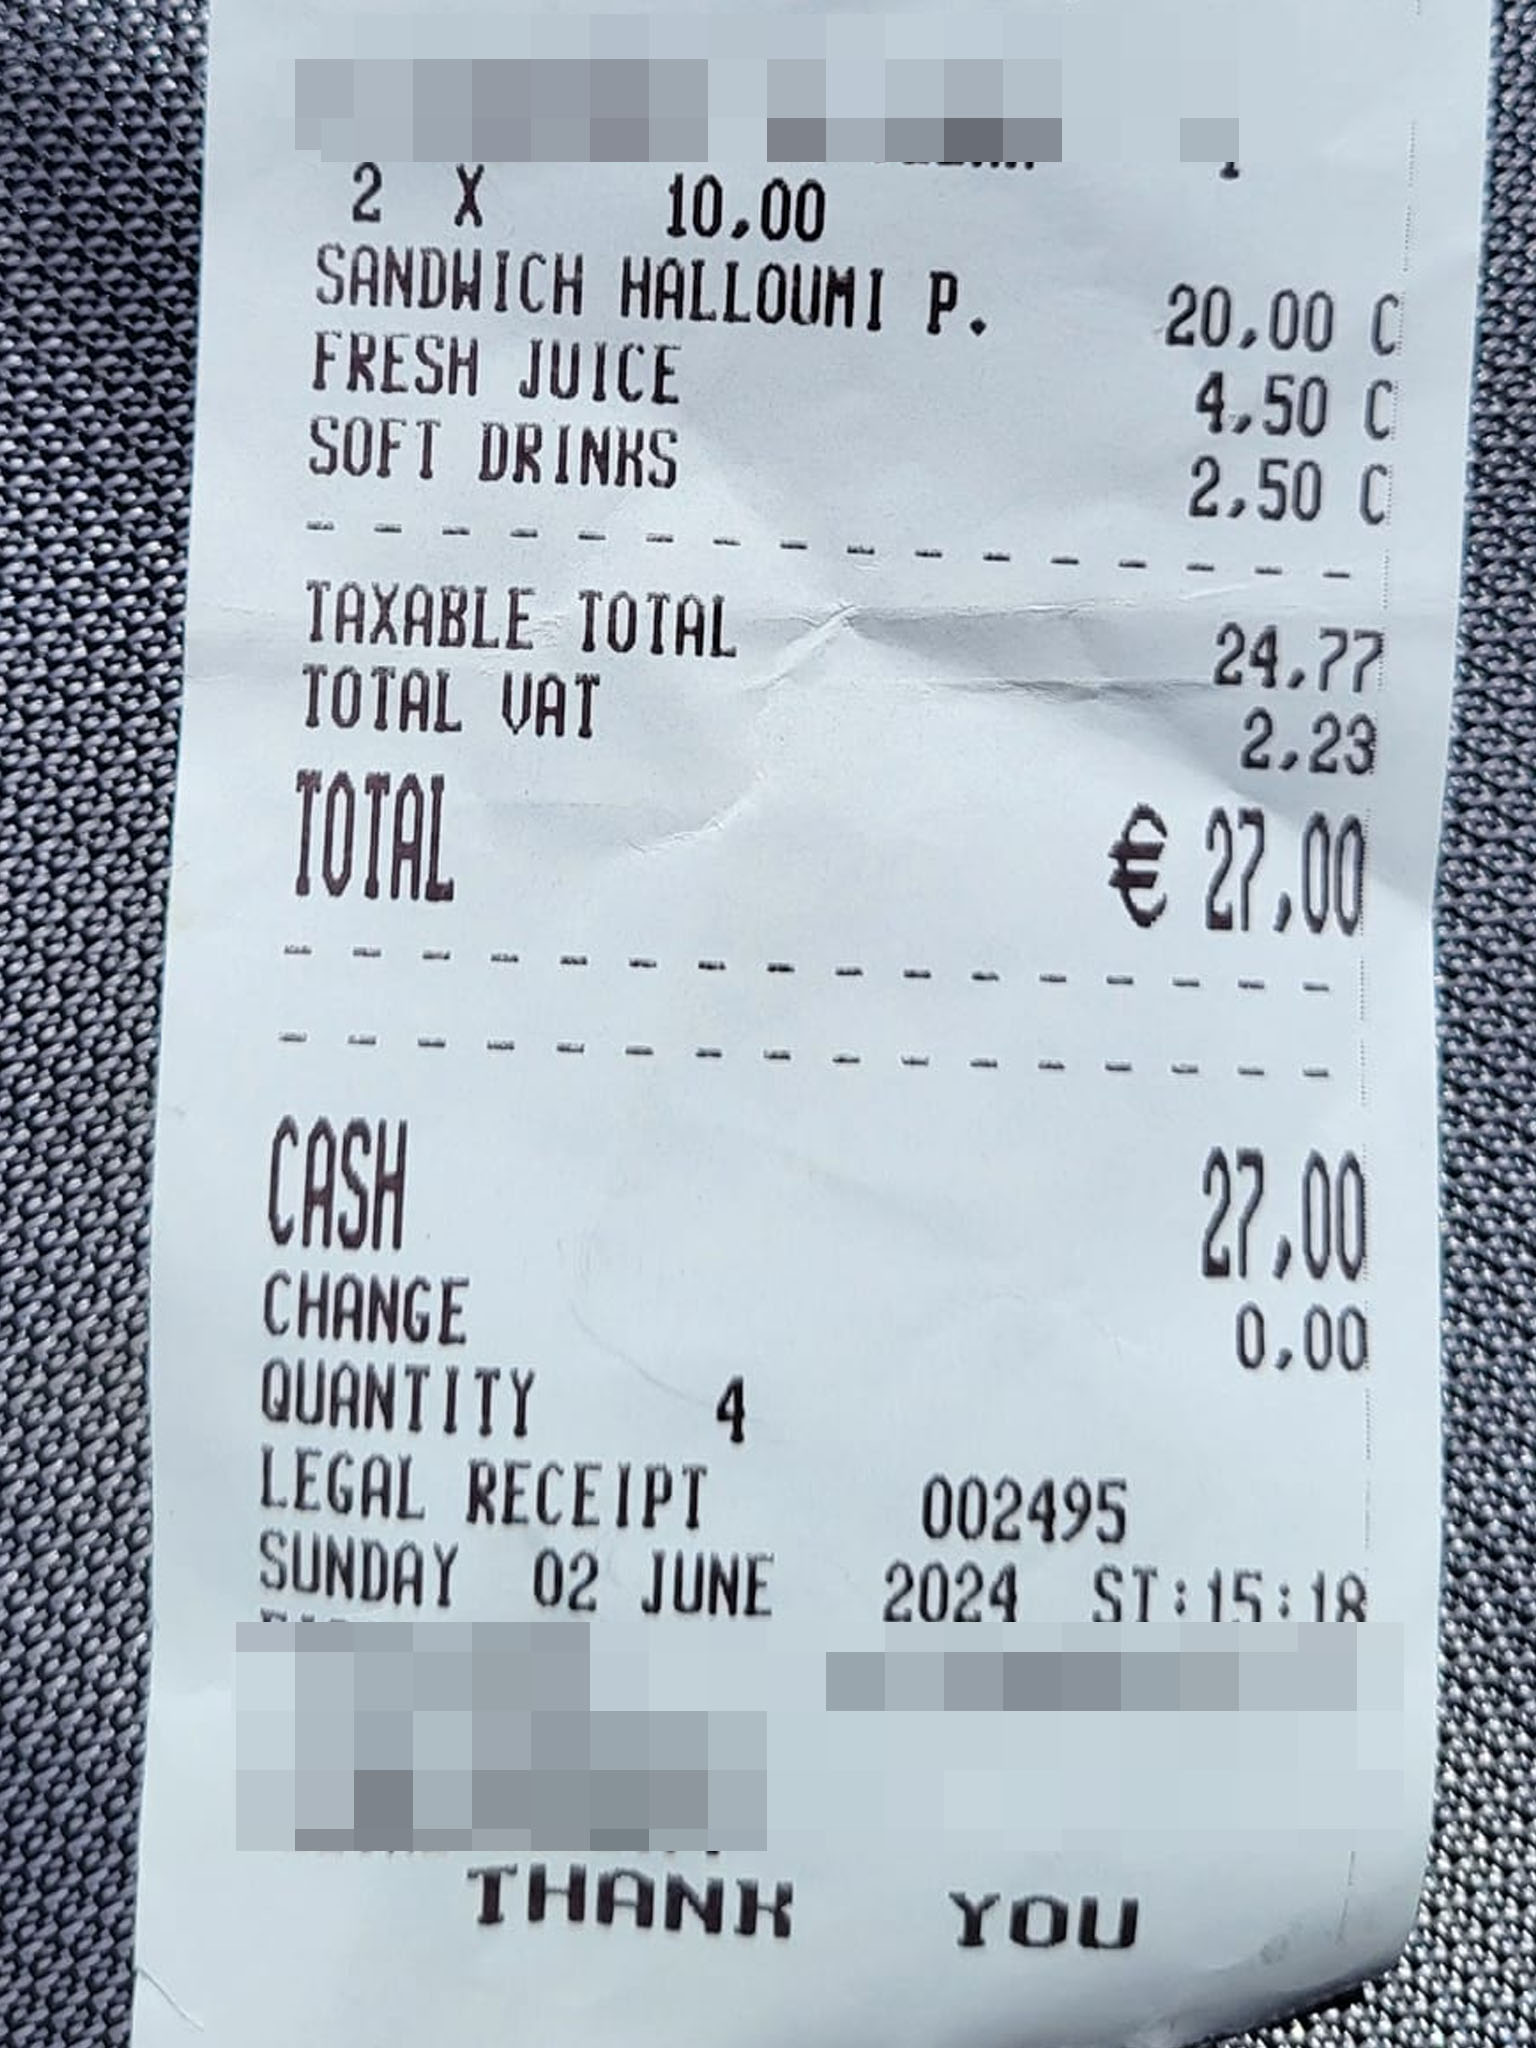 2 X 10,00
SANDWICH HALLOUMI P. 20,00 C
FRESH JUICE 4,50 C
SOFT DRINKS 2,50 C
- - - - - - - - - - - - - - - -
TAXABLE TOTAL 24,77
TOTAL VAT 2,23
TOTAL € 27,00
- - - - - - - - - - - - - - - -
- - - - - - - - - - - - - - - -
CASH 27,00
CHANGE 0,00
QUANTITY 4
LEGAL RECEIPT 002495
SUNDAY 02 JUNE 2024 ST:15:18
THANK YOU